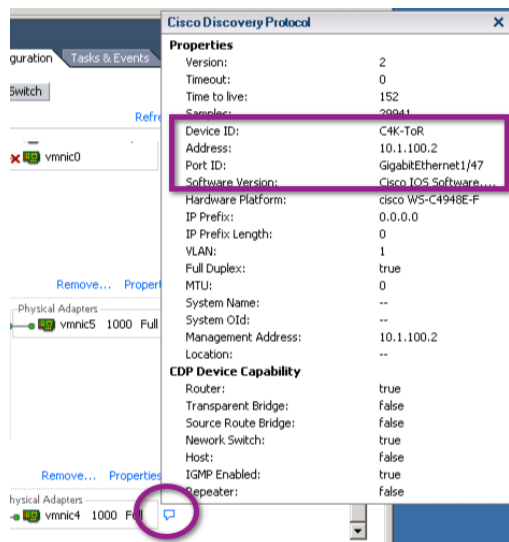 Cisco Discovery Protocol
Properties
Version: 2
Timeout: 0
Time to live: 152
Samples: 29941
Device ID: C4K-ToR
Address: 10.1.100.2
Port ID: GigabitEthernet1/47
Software Version: Cisco IOS Software....
Hardware Platform: cisco WS-C4948E-F
IP Prefix: 0.0.0.0
IP Prefix Length: 0
VLAN: 1
Full Duplex: true
MTU: 0
System Name: --
System OId: --
Management Address: 10.1.100.2
Location: --
CDP Device Capability
Router: true
Transparent Bridge: false
Source Route Bridge: false
Nework Switch: true
Host: false
IGMP Enabled: true
Repeater: false
guration Tasks & Events
Switch
Refre
vmnic0
Remove... Propert
Physical Adapters
vmnic5 1000 Full
Remove... Properties
hysical Adapters
vmnic4 1000 Full